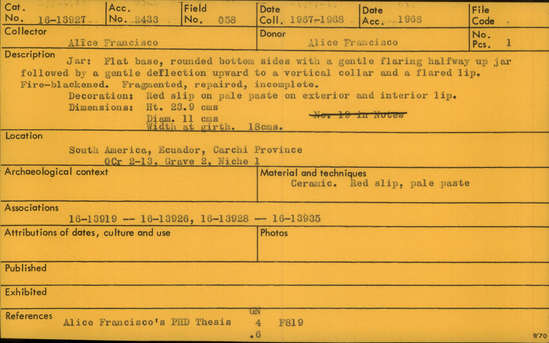 Cat. No. 16-13927 Acc. No. 2433 Field No. 058 Date Coll. 1967-1968 Date Acc. 1968 File Code
Collector Alice Francisco Donor Alice Francisco No. Pcs. 1
Description
Jar: Flat base, rounded bottom sides with a gentle flaring halfway up jar
followed by a gentle deflection upward to a vertical collar and a flared lip.
Fire-blackened. Fragmented, repaired, incomplete.
Decoration: Red slip on pale paste on exterior and interior lip.
Dimensions: Ht. 23.9 cms
Diam. 11 cms No. 19 in Notes
Width at girth. 18cms.
Location
South America, Ecuador, Carchi Province
OCr 2-13. Grave 2. Niche 1
Archaeological context Material and techniques
Ceramic. Red slip, pale paste
Associations
16-13919 -- 16-13926, 16-13928 -- 16-13935
Attributions of dates, culture and use Photos
Published
Exhibited
References Alice Francisco's PHD Thesis GN 4 .6 F819
9/70